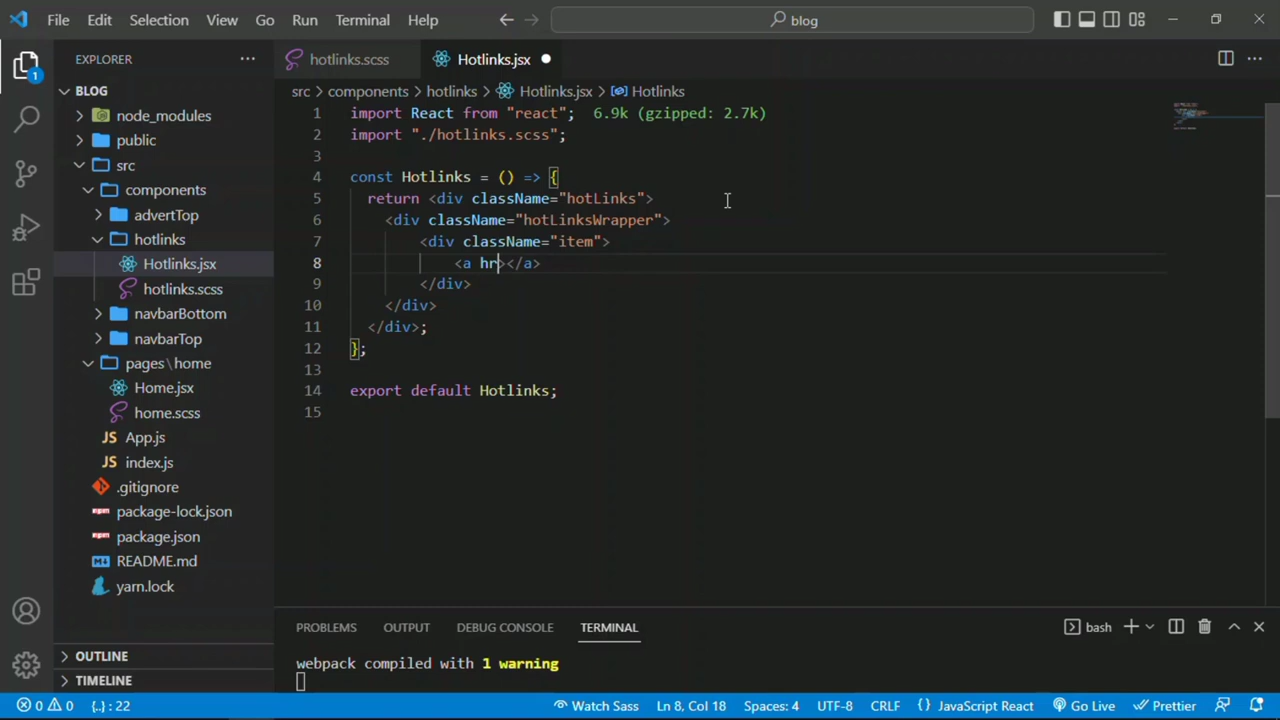 File Edit Selection View Go Run Terminal Help
blog
EXPLORER
hotlinks.scss
Hotlinks.jsx
1
BLOG
node_modules
public
src
components
advertTop
hotlinks
Hotlinks.jsx
hotlinks.scss
navbarBottom
navbarTop
pages\home
Home.jsx
home.scss
JS App.js
JS index.js
.gitignore
package-lock.json
package.json
README.md
yarn.lock
OUTLINE
TIMELINE
src > components > hotlinks > Hotlinks.jsx > Hotlinks
1 import React from "react"; 6.9k (gzipped: 2.7k)
2 import "./hotlinks.scss";
3
4 const Hotlinks = () => {
5 return <div className="hotLinks">
6 <div className="hotLinksWrapper">
7 <div className="item">
8 <a hr></a>
9 </div>
10 </div>
11 </div>;
12 };
13
14 export default Hotlinks;
15
PROBLEMS OUTPUT DEBUG CONSOLE TERMINAL
bash
webpack compiled with 1 warning
0 0 {..} : 22
Watch Sass Ln 8, Col 18 Spaces: 4 UTF-8 CRLF {} JavaScript React Go Live Prettier